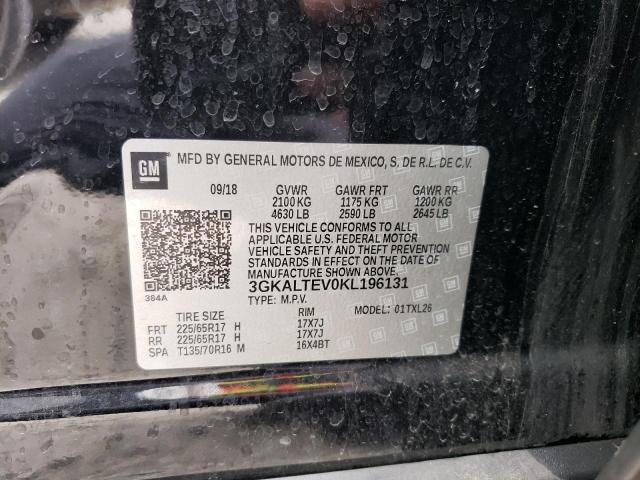 GM MFD BY GENERAL MOTORS DE MEXICO, S. DE R.L. DE C.V.
09/18 GVWR GAWR FRT GAWR RR
2100 KG 1175 KG 1200 KG
4630 LB 2590 LB 2645 LB
THIS VEHICLE CONFORMS TO ALL
APPLICABLE U.S. FEDERAL MOTOR
VEHICLE SAFETY AND THEFT PREVENTION
STANDARDS IN EFFECT ON THE DATE OF
MANUFACTURE SHOWN ABOVE.
384A
3GKALTEV0KL196131
TYPE: M.P.V. MODEL: 01TXL26
TIRE SIZE RIM
FRT 225/65R17 H 17X7J
RR 225/65R17 H 17X7J
SPA T135/70R16 M 16X4BT